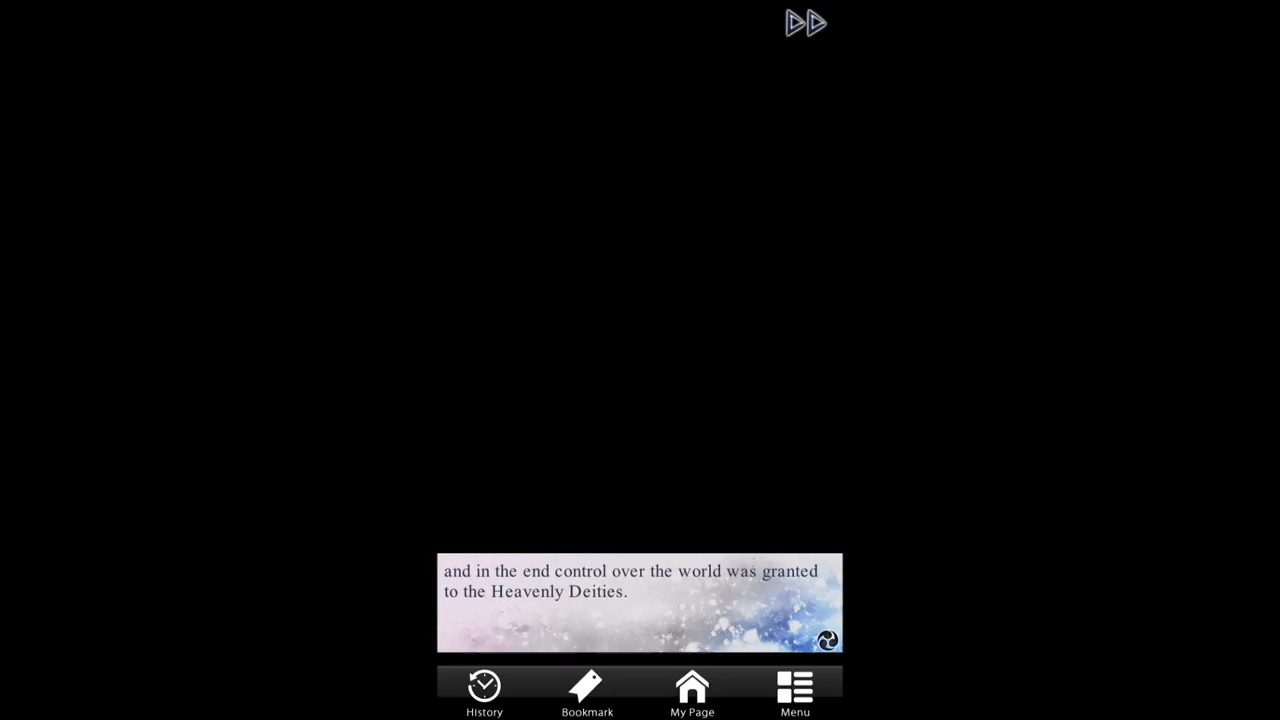 and in the end control over the world was granted
to the Heavenly Deities.
History
Bookmark
My Page
Menu